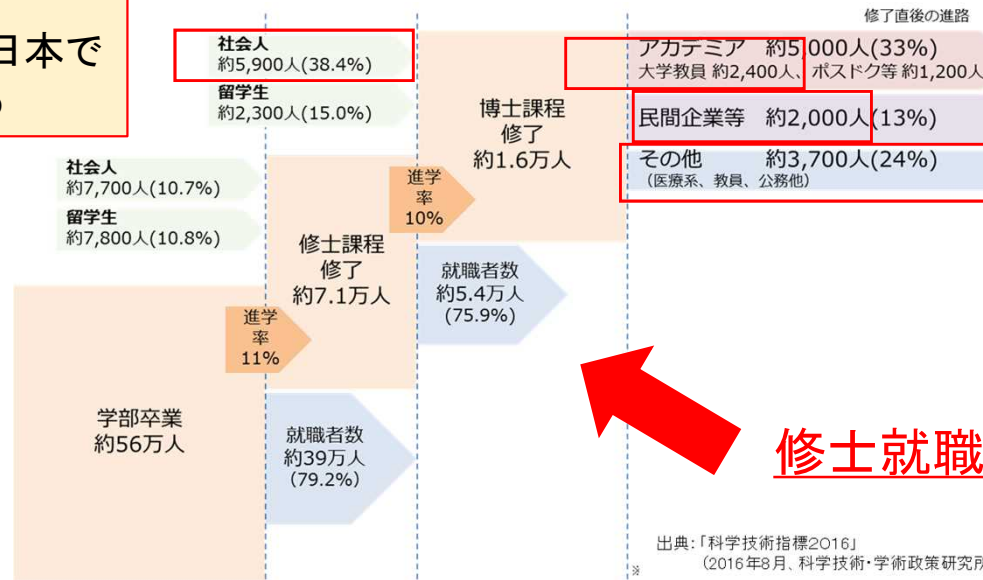 日本で
修了直後の進路
社会人
約5,900人(38.4%)
留学生
約2,300人(15.0%)
博士課程
修了
約1.6万人
アカデミア 約5,000人(33%)
大学教員 約2,400人、ポスドク等 約1,200人
民間企業等 約2,000人(13%)
その他 約3,700人(24%)
（医療系、教員、公務他）
社会人
約7,700人(10.7%)
留学生
約7,800人(10.8%)
進学
率
10%
修士課程
修了
約7.1万人
就職者数
約5.4万人
(75.9%)
進学
率
11%
学部卒業
約56万人
就職者数
約39万人
(79.2%)
修士就職
出典：「科学技術指標2016」
（2016年8月、科学技術・学術政策研究所
※